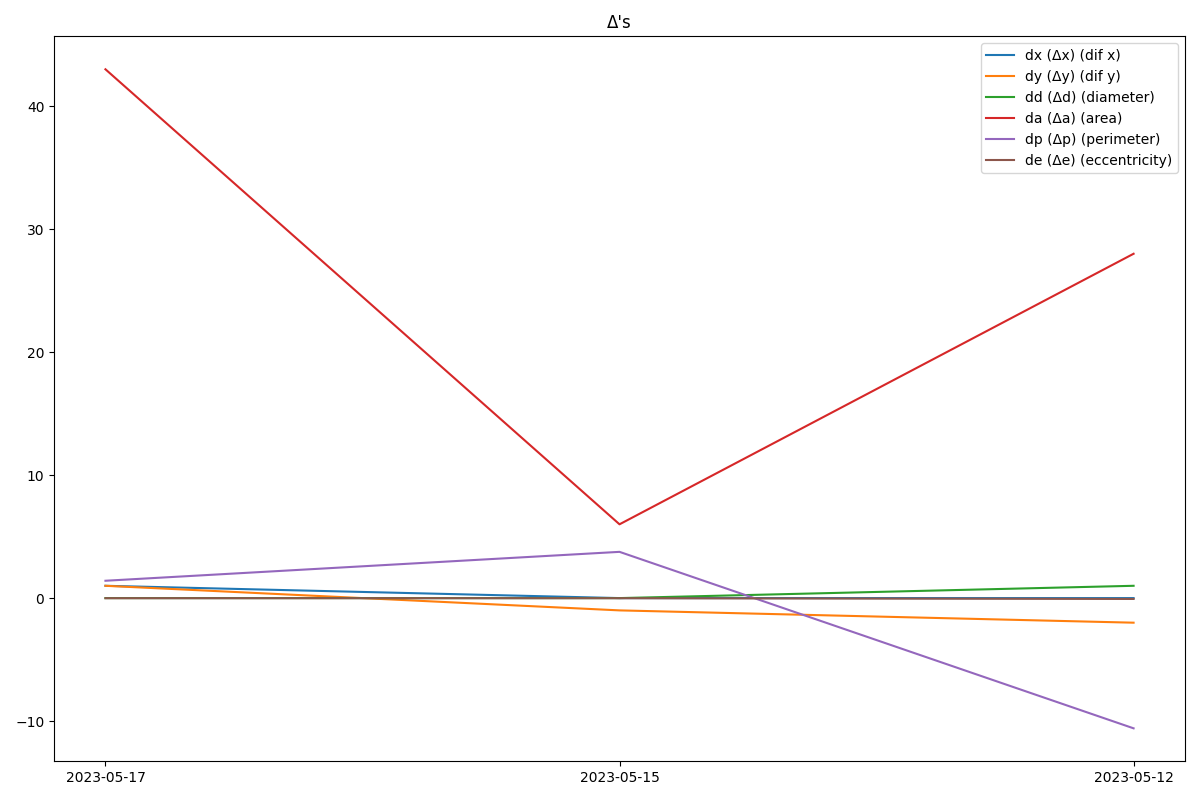 Δ's
dx (Δx) (dif x)
dy (Δy) (dif y)
dd (Δd) (diameter)
da (Δa) (area)
dp (Δp) (perimeter)
de (Δe) (eccentricity)
40
30
20
10
0
−10
2023-05-17
2023-05-15
2023-05-12